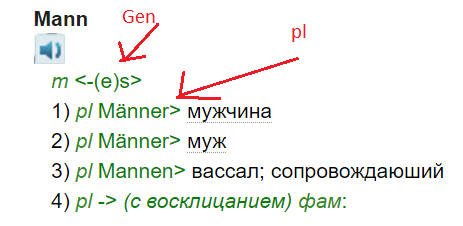 Mann
Gen
pl
m <-(e)s>
1) pl Männer> мужчина
2) pl Männer> муж
3) pl Mannen> вассал; сопровождаюший
4) pl -> (с восклицанием) фам: